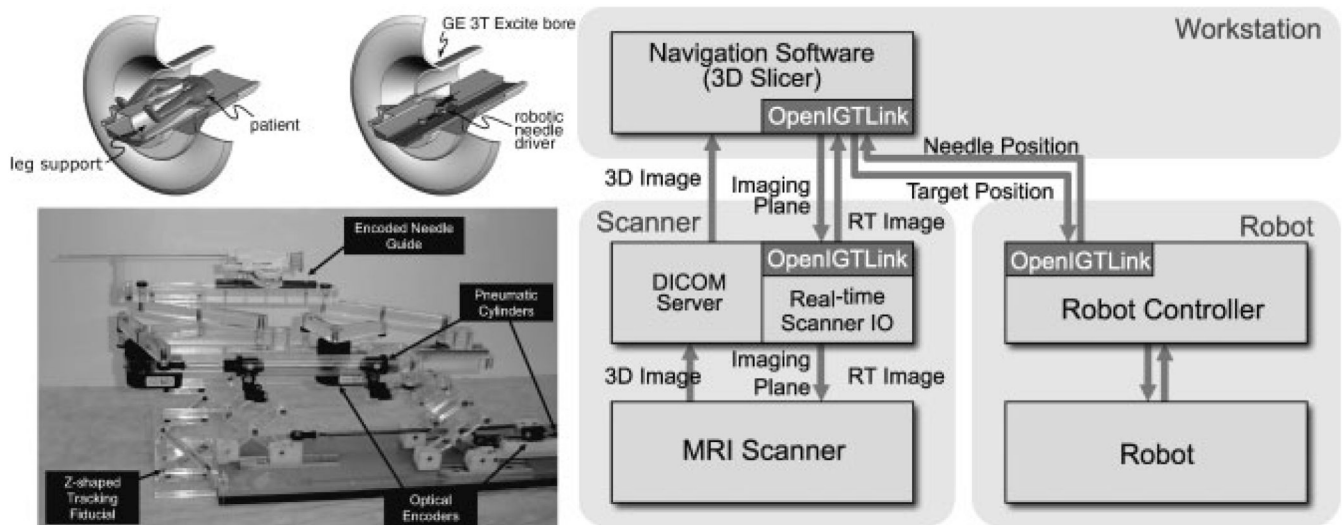 GE 3T Excite bore
patient
leg support
robotic
needle
driver
Encoded Needle
Guide
Pneumatic
Cylinders
Z-shaped
Tracking
Fiducial
Optical
Encoders
Workstation
Navigation Software
(3D Slicer)
OpenIGTLink
Needle Position
Target Position
3D Image
Imaging
Plane
RT Image
Scanner
DICOM
Server
OpenIGTLink
Real-time
Scanner IO
3D Image
Imaging
Plane
RT Image
MRI Scanner
Robot
OpenIGTLink
Robot Controller
Robot